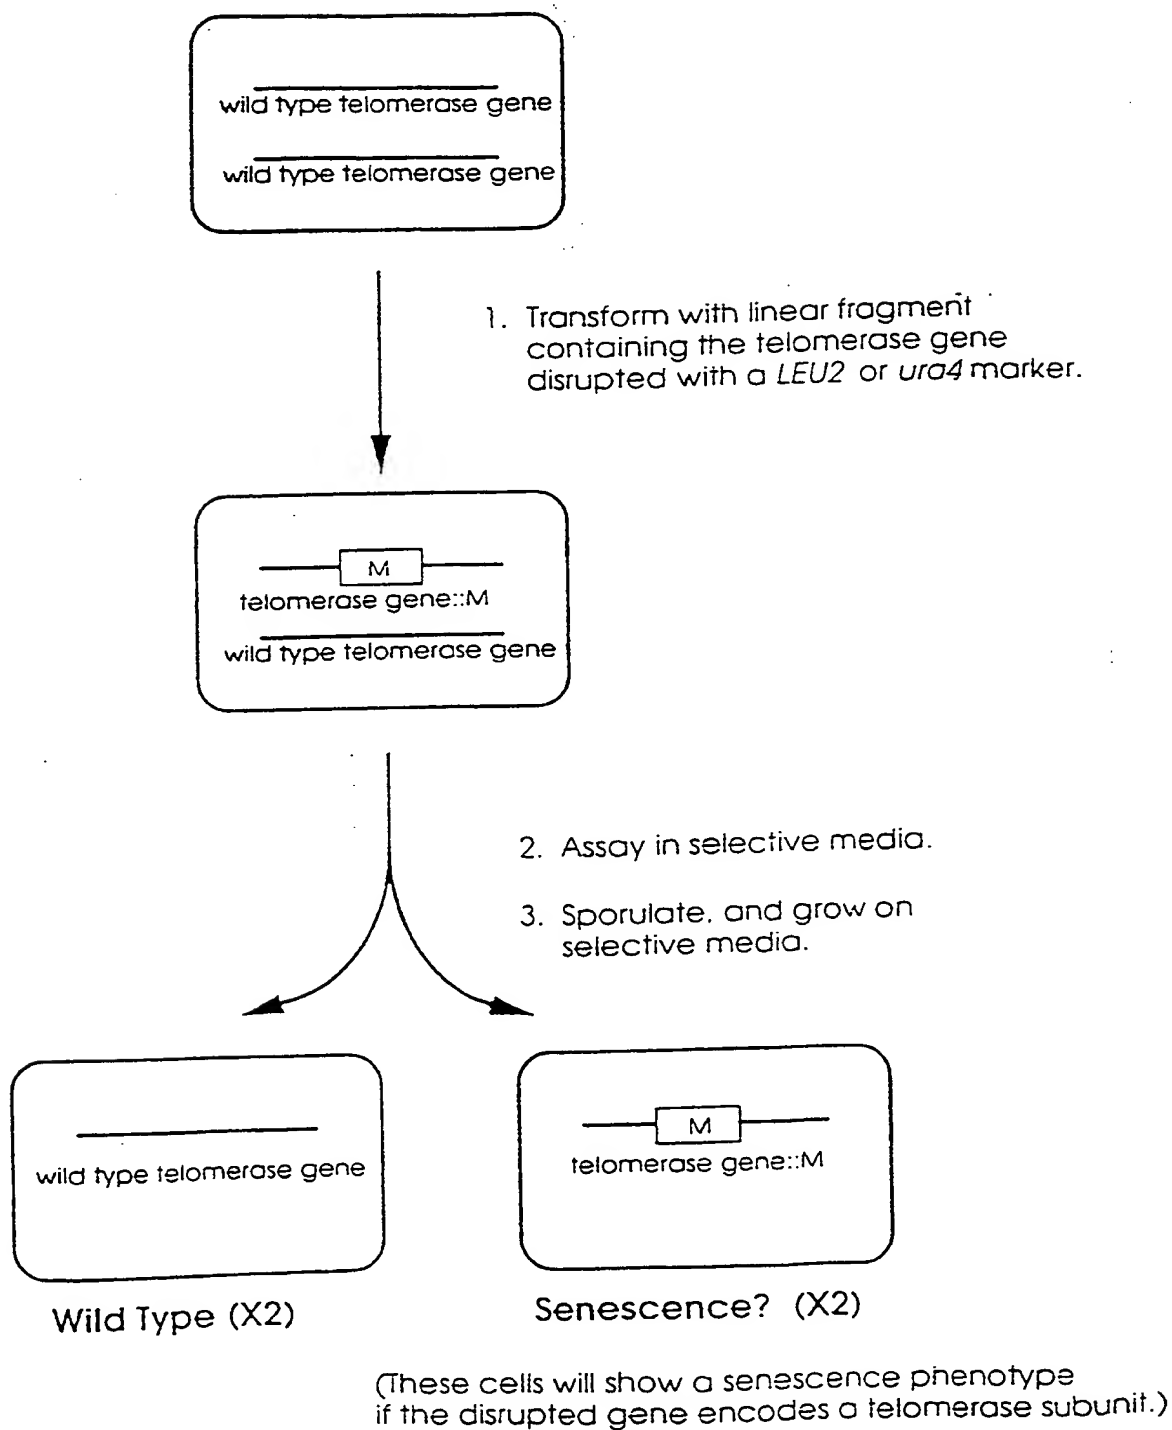 wild type telomerase gene
wild type telomerase gene
1. Transform with linear fragment
containing the telomerase gene
disrupted with a LEU2 or ura4 marker.
M
telomerase gene::M
wild type telomerase gene
2. Assay in selective media.
3. Sporulate, and grow on
selective media.
wild type telomerase gene
Wild Type (X2)
M
telomerase gene::M
Senescence? (X2)
(These cells will show a senescence phenotype
if the disrupted gene encodes a telomerase subunit.)